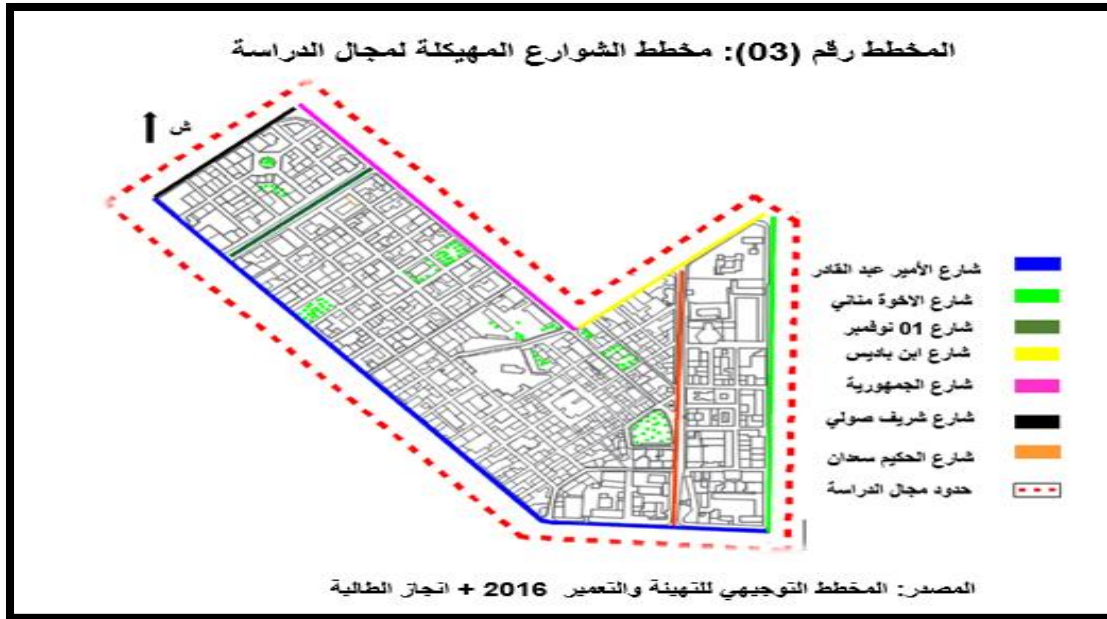 المخطط رقم (03): مخطط الشوارع المهيكلة لمجال الدراسة
ش
شارع الأمير عبد القادر
شارع الاخوة مناني
شارع 01 نوفمبر
شارع ابن باديس
شارع الجمهورية
شارع شريف صولي
شارع الحكيم سعدان
حدود مجال الدراسة
المصدر: المخطط التوجيهي للتهيئة والتعمير 2016 + انجاز الطالبة